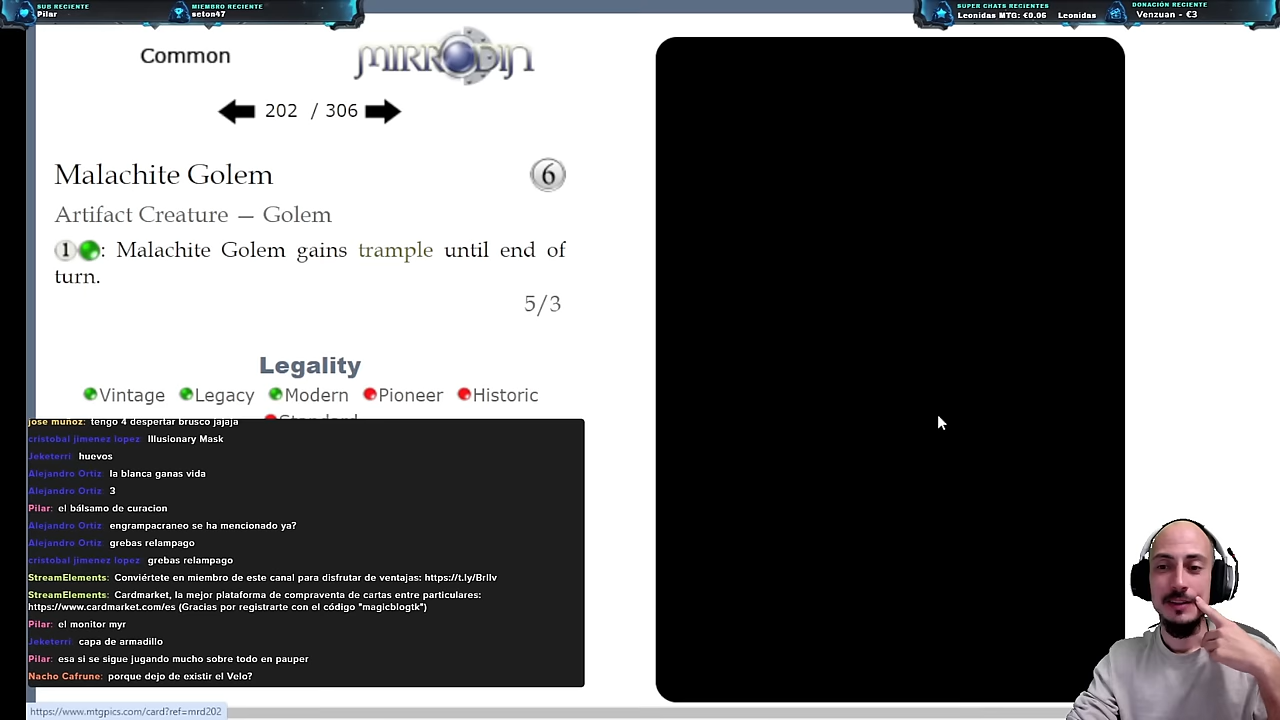 SUB RECIENTE
Pilar
MIEMBRO RECIENTE
seton47
SUPER CHATS RECIENTES
Leonidas MTG: €0.06 Leonidas
DONACIÓN RECIENTE
Venzuan - €3
Common
MIRRODIN
202 / 306
Malachite Golem
6
Artifact Creature — Golem
1 : Malachite Golem gains trample until end of
turn.
5/3
Legality
Vintage Legacy Modern Pioneer Historic
Standard
jose muñoz: tengo 4 despertar brusco jajaja
cristobal jimenez lopez: Illusionary Mask
Jeketerri: huevos
Alejandro Ortiz: la blanca ganas vida
Alejandro Ortiz: 3
Pilar: el bálsamo de curacion
Alejandro Ortiz: engrampacraneo se ha mencionado ya?
Alejandro Ortiz: grebas relampago
cristobal jimenez lopez: grebas relampago
StreamElements: Conviértete en miembro de este canal para disfrutar de ventajas: https://t.ly/BrIIv
StreamElements: Cardmarket, la mejor plataforma de compraventa de cartas entre particulares:
https://www.cardmarket.com/es (Gracias por registrarte con el código "magicblogtk")
Pilar: el monitor myr
Jeketerri: capa de armadillo
Pilar: esa si se sigue jugando mucho sobre todo en pauper
Nacho Cafrune: porque dejo de existir el Velo?
https://www.mtgpics.com/card?ref=mrd202